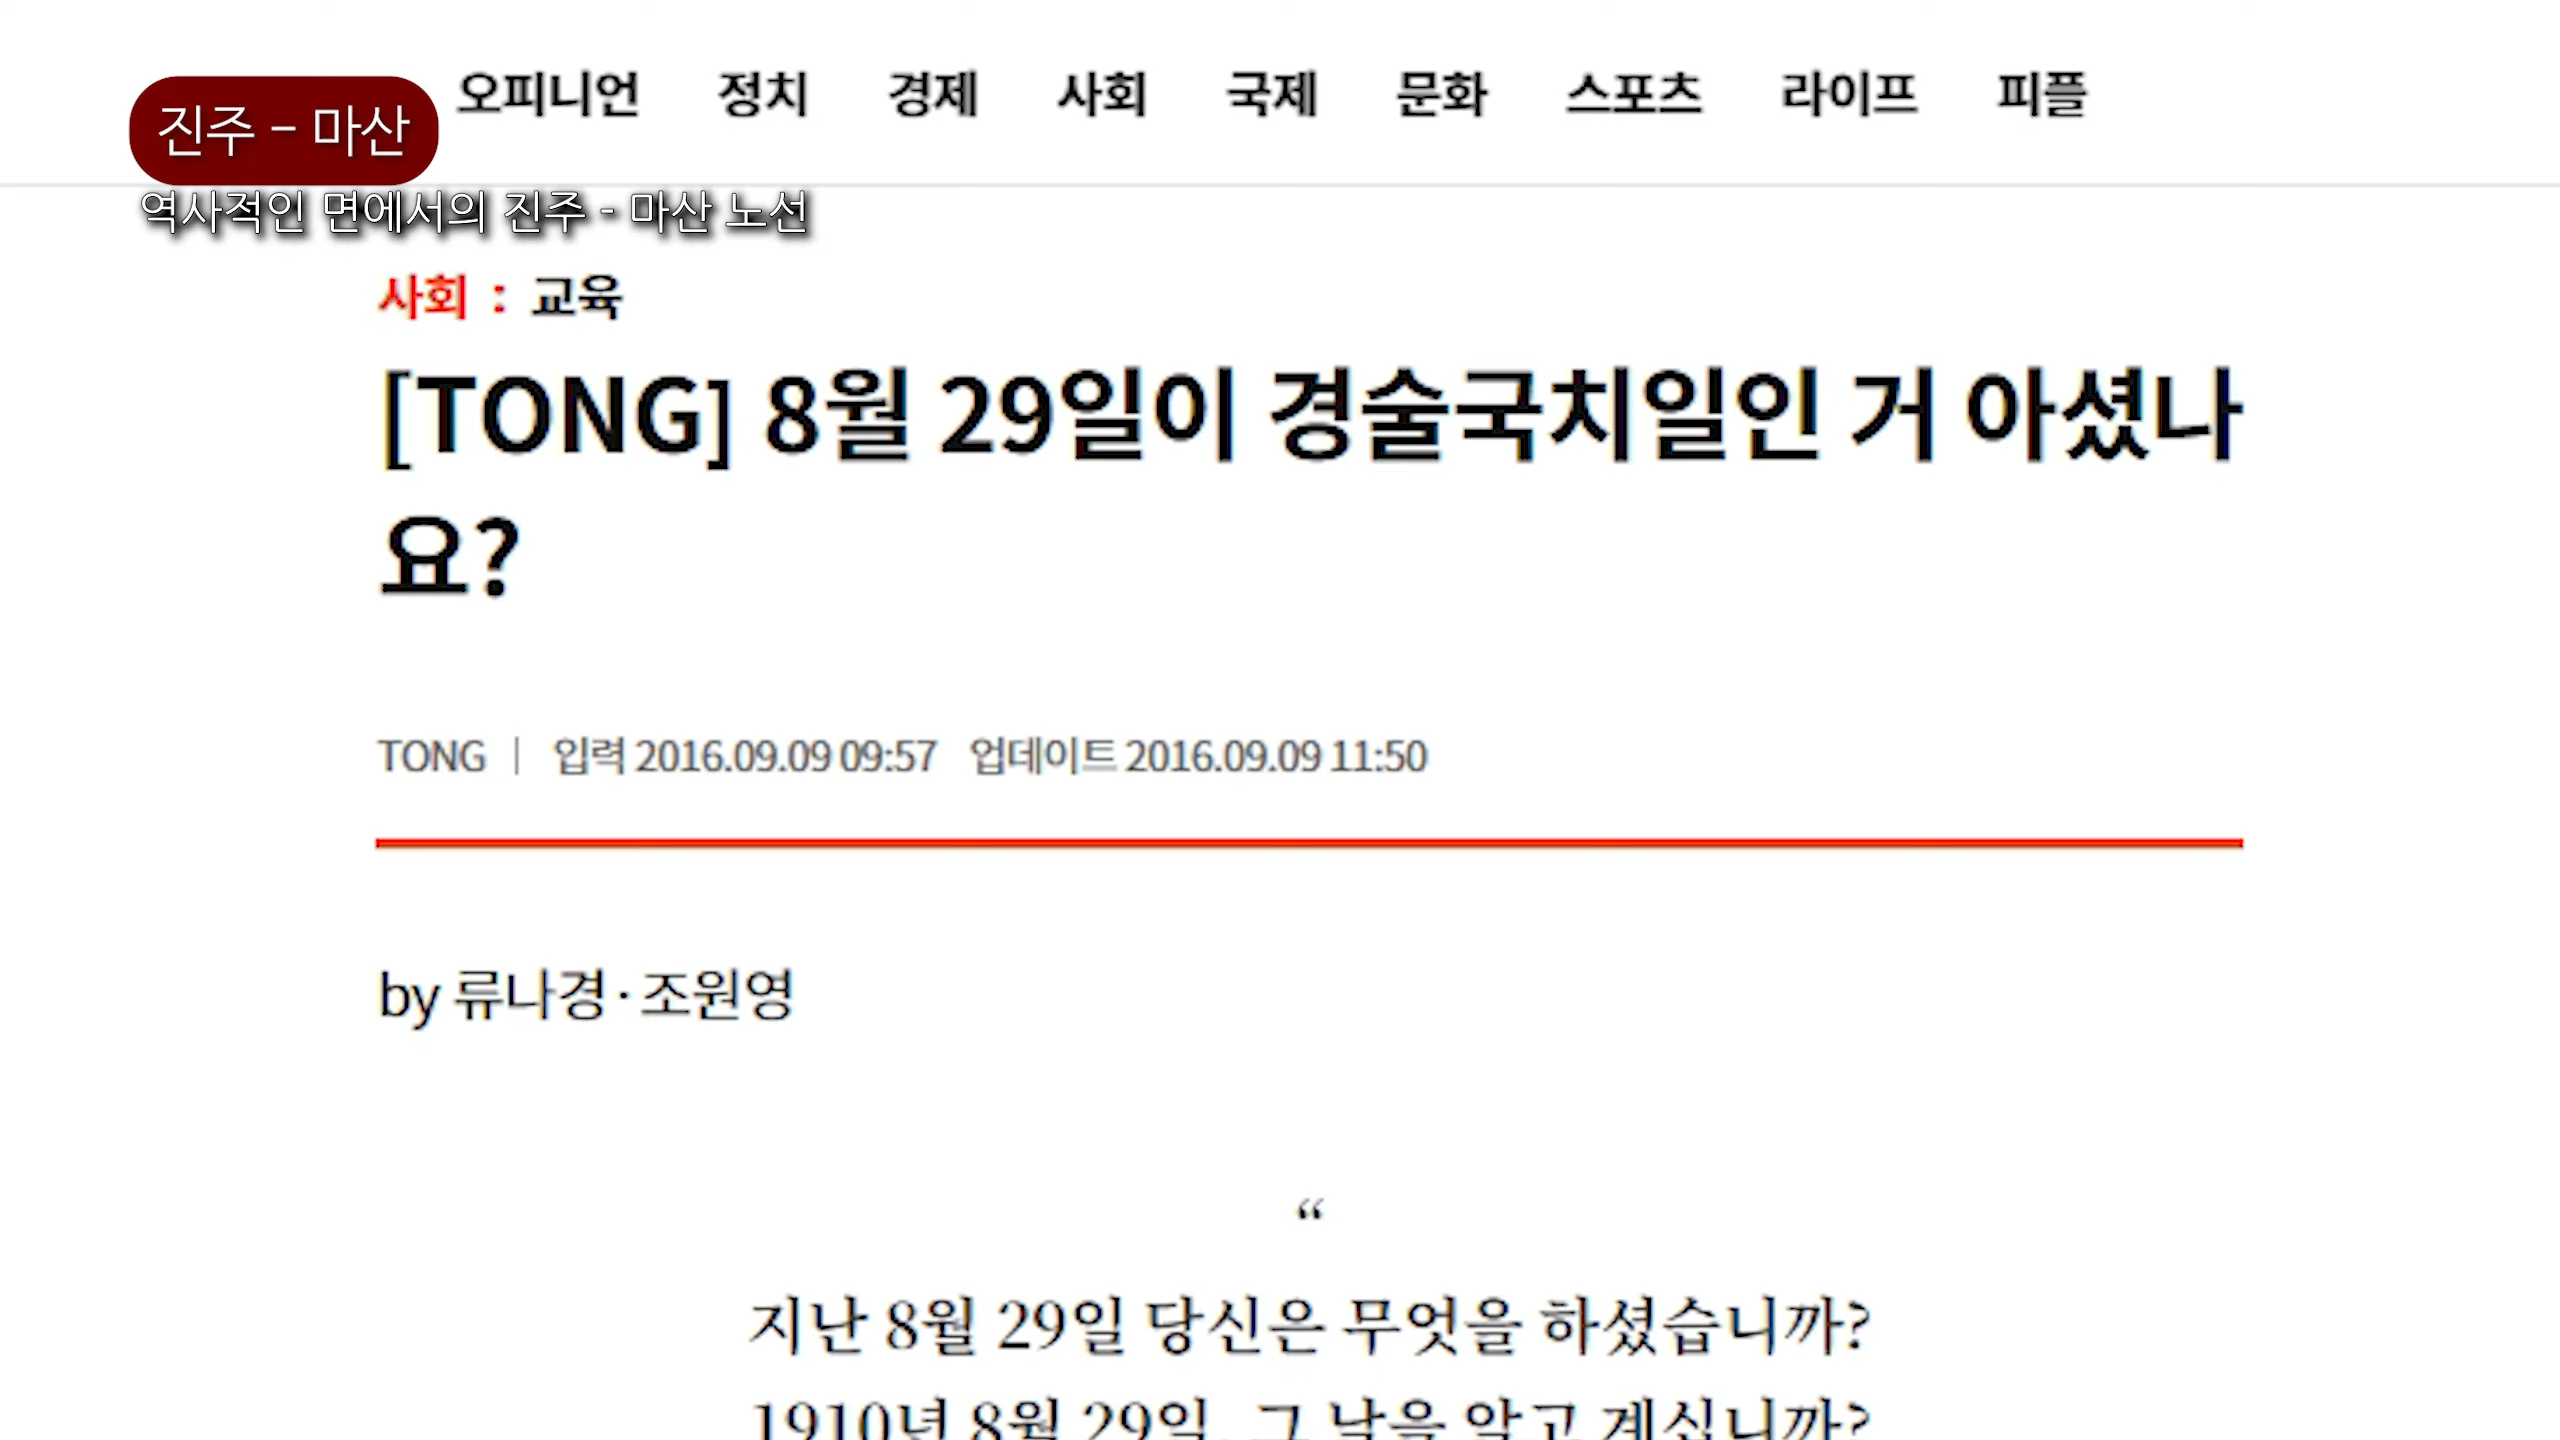 오피니언 정치 경제 사회 국제 문화 스포츠 라이프 피플
진주 – 마산
역사적인 면에서의 진주 - 마산 노선
사회 : 교육
[TONG] 8월 29일이 경술국치일인 거 아셨나
요?
TONG | 입력 2016.09.09 09:57 업데이트 2016.09.09 11:50
by 류나경·조원영
“
지난 8월 29일 당신은 무엇을 하셨습니까?
1910년 8월 29일, 그 날을 알고 계십니까?